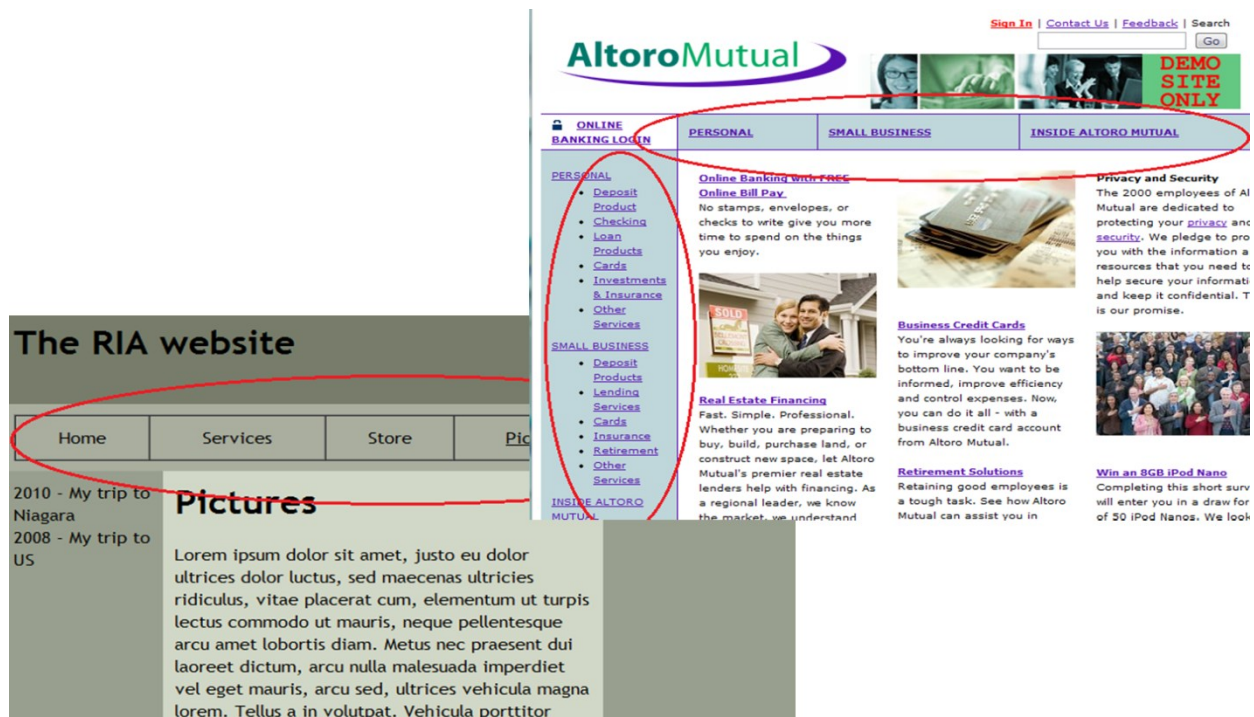 Sign In | Contact Us | Feedback | Search
Go
AltoroMutual
DEMO
SITE
ONLY
ONLINE
BANKING LOGIN
PERSONAL
SMALL BUSINESS
INSIDE ALTORO MUTUAL
PERSONAL
• Deposit
Product
• Checking
• Loan
Products
• Cards
• Investments
& Insurance
• Other
Services
SMALL BUSINESS
• Deposit
Products
• Lending
Services
• Cards
• Insurance
• Retirement
• Other
Services
INSIDE ALTORO
MUTUAL
Online Banking with FREE
Online Bill Pay
No stamps, envelopes, or
checks to write give you more
time to spend on the things
you enjoy.
SOLD
Real Estate Financing
Fast. Simple. Professional.
Whether you are preparing to
buy, build, purchase land, or
construct new space, let Altoro
Mutual's premier real estate
lenders help with financing. As
a regional leader, we know
the market, we understand
Business Credit Cards
You're always looking for ways
to improve your company's
bottom line. You want to be
informed, improve efficiency
and control expenses. Now,
you can do it all - with a
business credit card account
from Altoro Mutual.
Retirement Solutions
Retaining good employees is
a tough task. See how Altoro
Mutual can assist you in
Privacy and Security
The 2000 employees of Al
Mutual are dedicated to
protecting your privacy and
security. We pledge to pro
you with the information a
resources that you need to
help secure your informati
and keep it confidential. T
is our promise.
Win an 8GB iPod Nano
Completing this short surv
will enter you in a draw for
of 50 iPod Nanos. We look
The RIA website
Home
Services
Store
Pic
2010 - My trip to
Niagara
2008 - My trip to
US
Pictures
Lorem ipsum dolor sit amet, justo eu dolor
ultrices dolor luctus, sed maecenas ultricies
ridiculus, vitae placerat cum, elementum ut turpis
lectus commodo ut mauris, neque pellentesque
arcu amet lobortis diam. Metus nec praesent dui
laoreet dictum, arcu nulla malesuada imperdiet
vel eget mauris, arcu sed, ultrices vehicula magna
lorem. Tellus a in volutpat. Vehicula porttitor